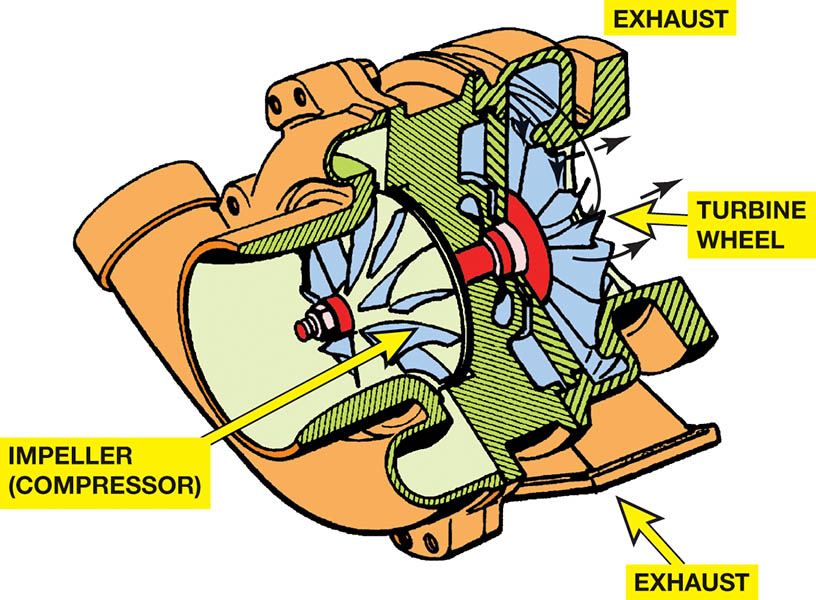 EXHAUST
TURBINE
WHEEL
IMPELLER
(COMPRESSOR)
EXHAUST